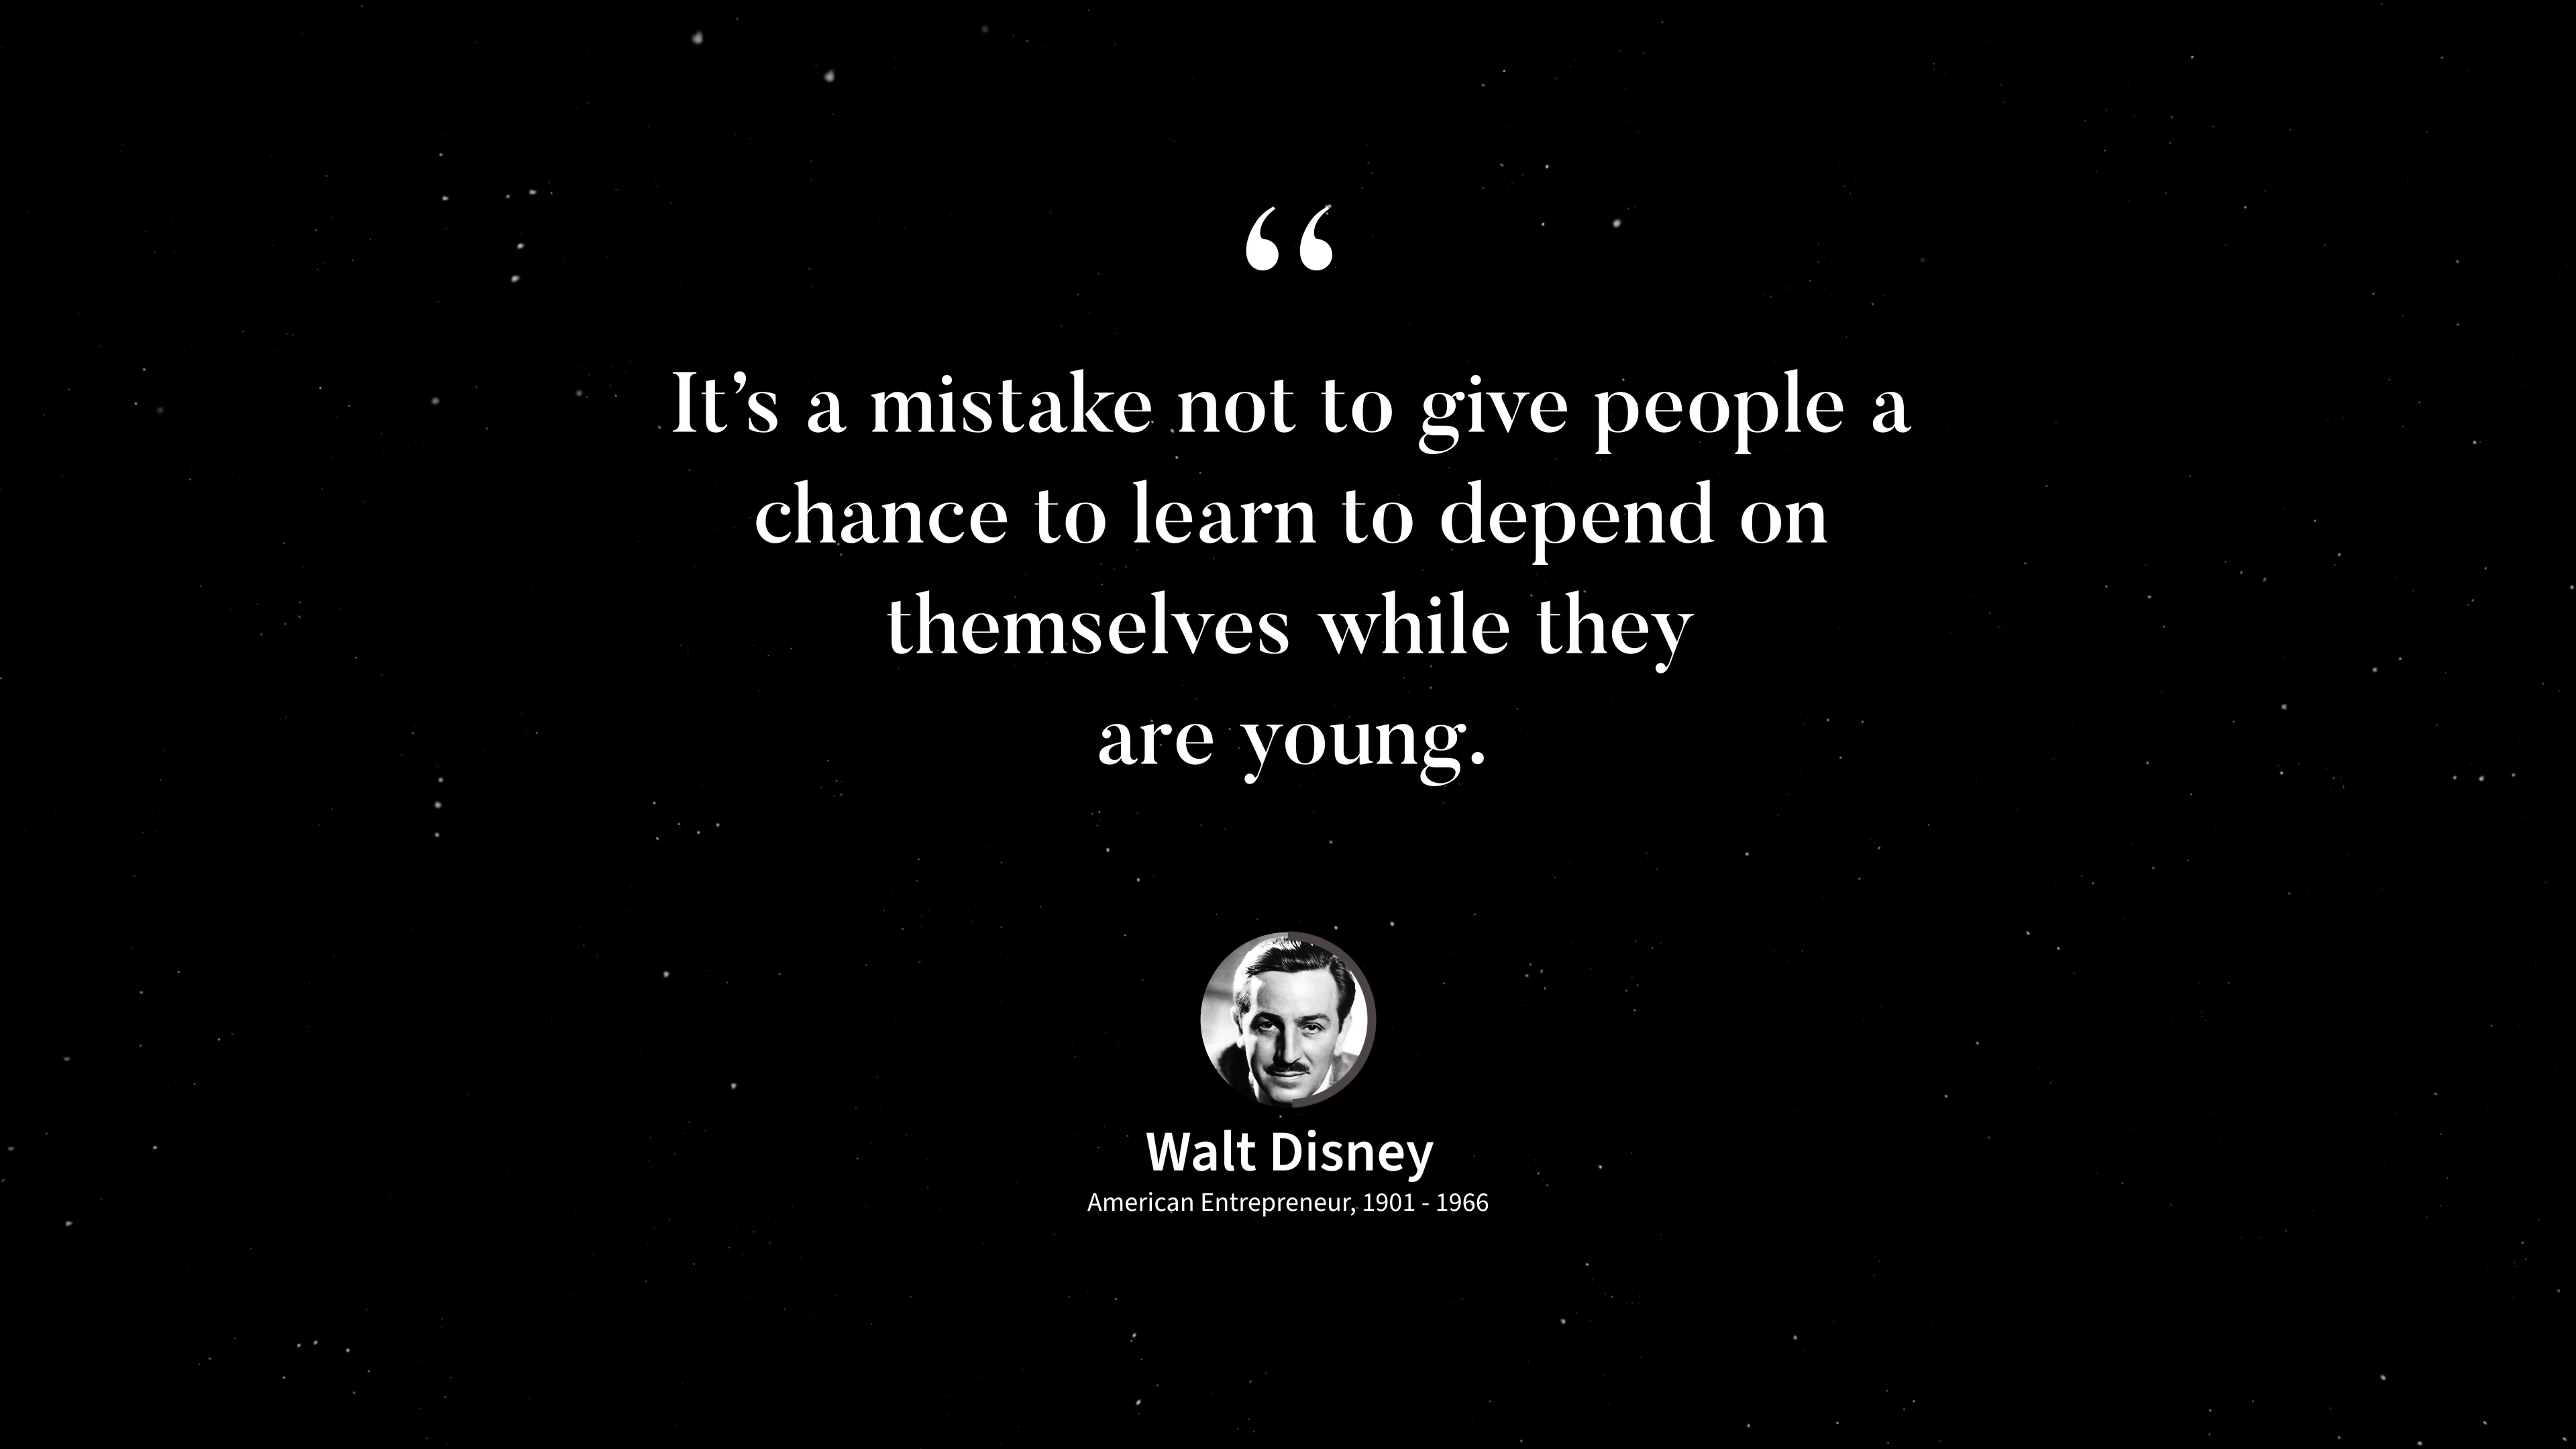 “
It’s a mistake not to give people a
chance to learn to depend on
themselves while they
are young.
Walt Disney
American Entrepreneur, 1901 - 1966